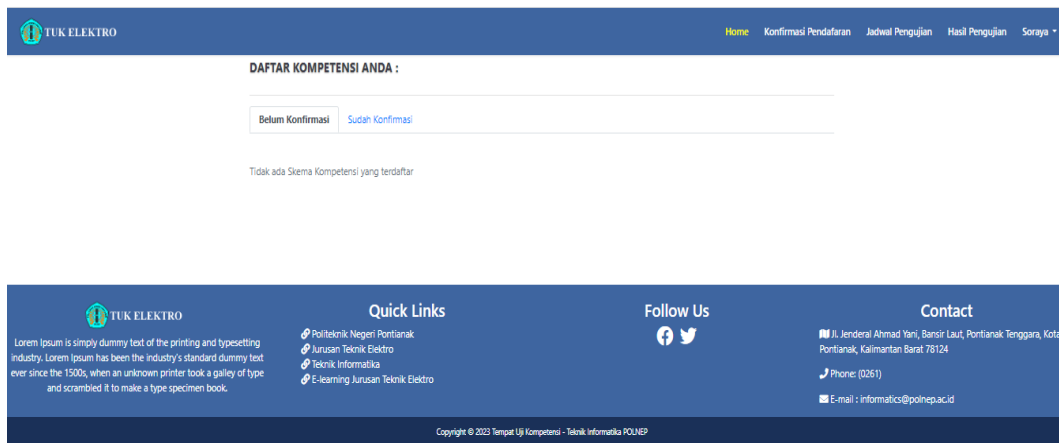 TUK ELEKTRO
Home Konfirmasi Pendafaran Jadwal Pengujian Hasil Pengujian Soraya
DAFTAR KOMPETENSI ANDA :
Belum Konfirmasi Sudah Konfirmasi
Tidak ada Skema Kompetensi yang terdaftar
TUK ELEKTRO
Lorem Ipsum is simply dummy text of the printing and typesetting
industry. Lorem Ipsum has been the industry's standard dummy text
ever since the 1500s, when an unknown printer took a galley of type
and scrambled it to make a type specimen book.
Quick Links
Politeknik Negeri Pontianak
Jurusan Teknik Elektro
Teknik Informatika
E-learning Jurusan Teknik Elektro
Follow Us
Contact
Jl. Jenderal Ahmad Yani, Bansir Laut, Pontianak Tenggara, Kota
Pontianak, Kalimantan Barat 78124
Phone: (0261)
E-mail : informatics@polnep.ac.id
Copyright © 2023 Tempat Uji Kompetensi - Teknik Informatika POLNEP